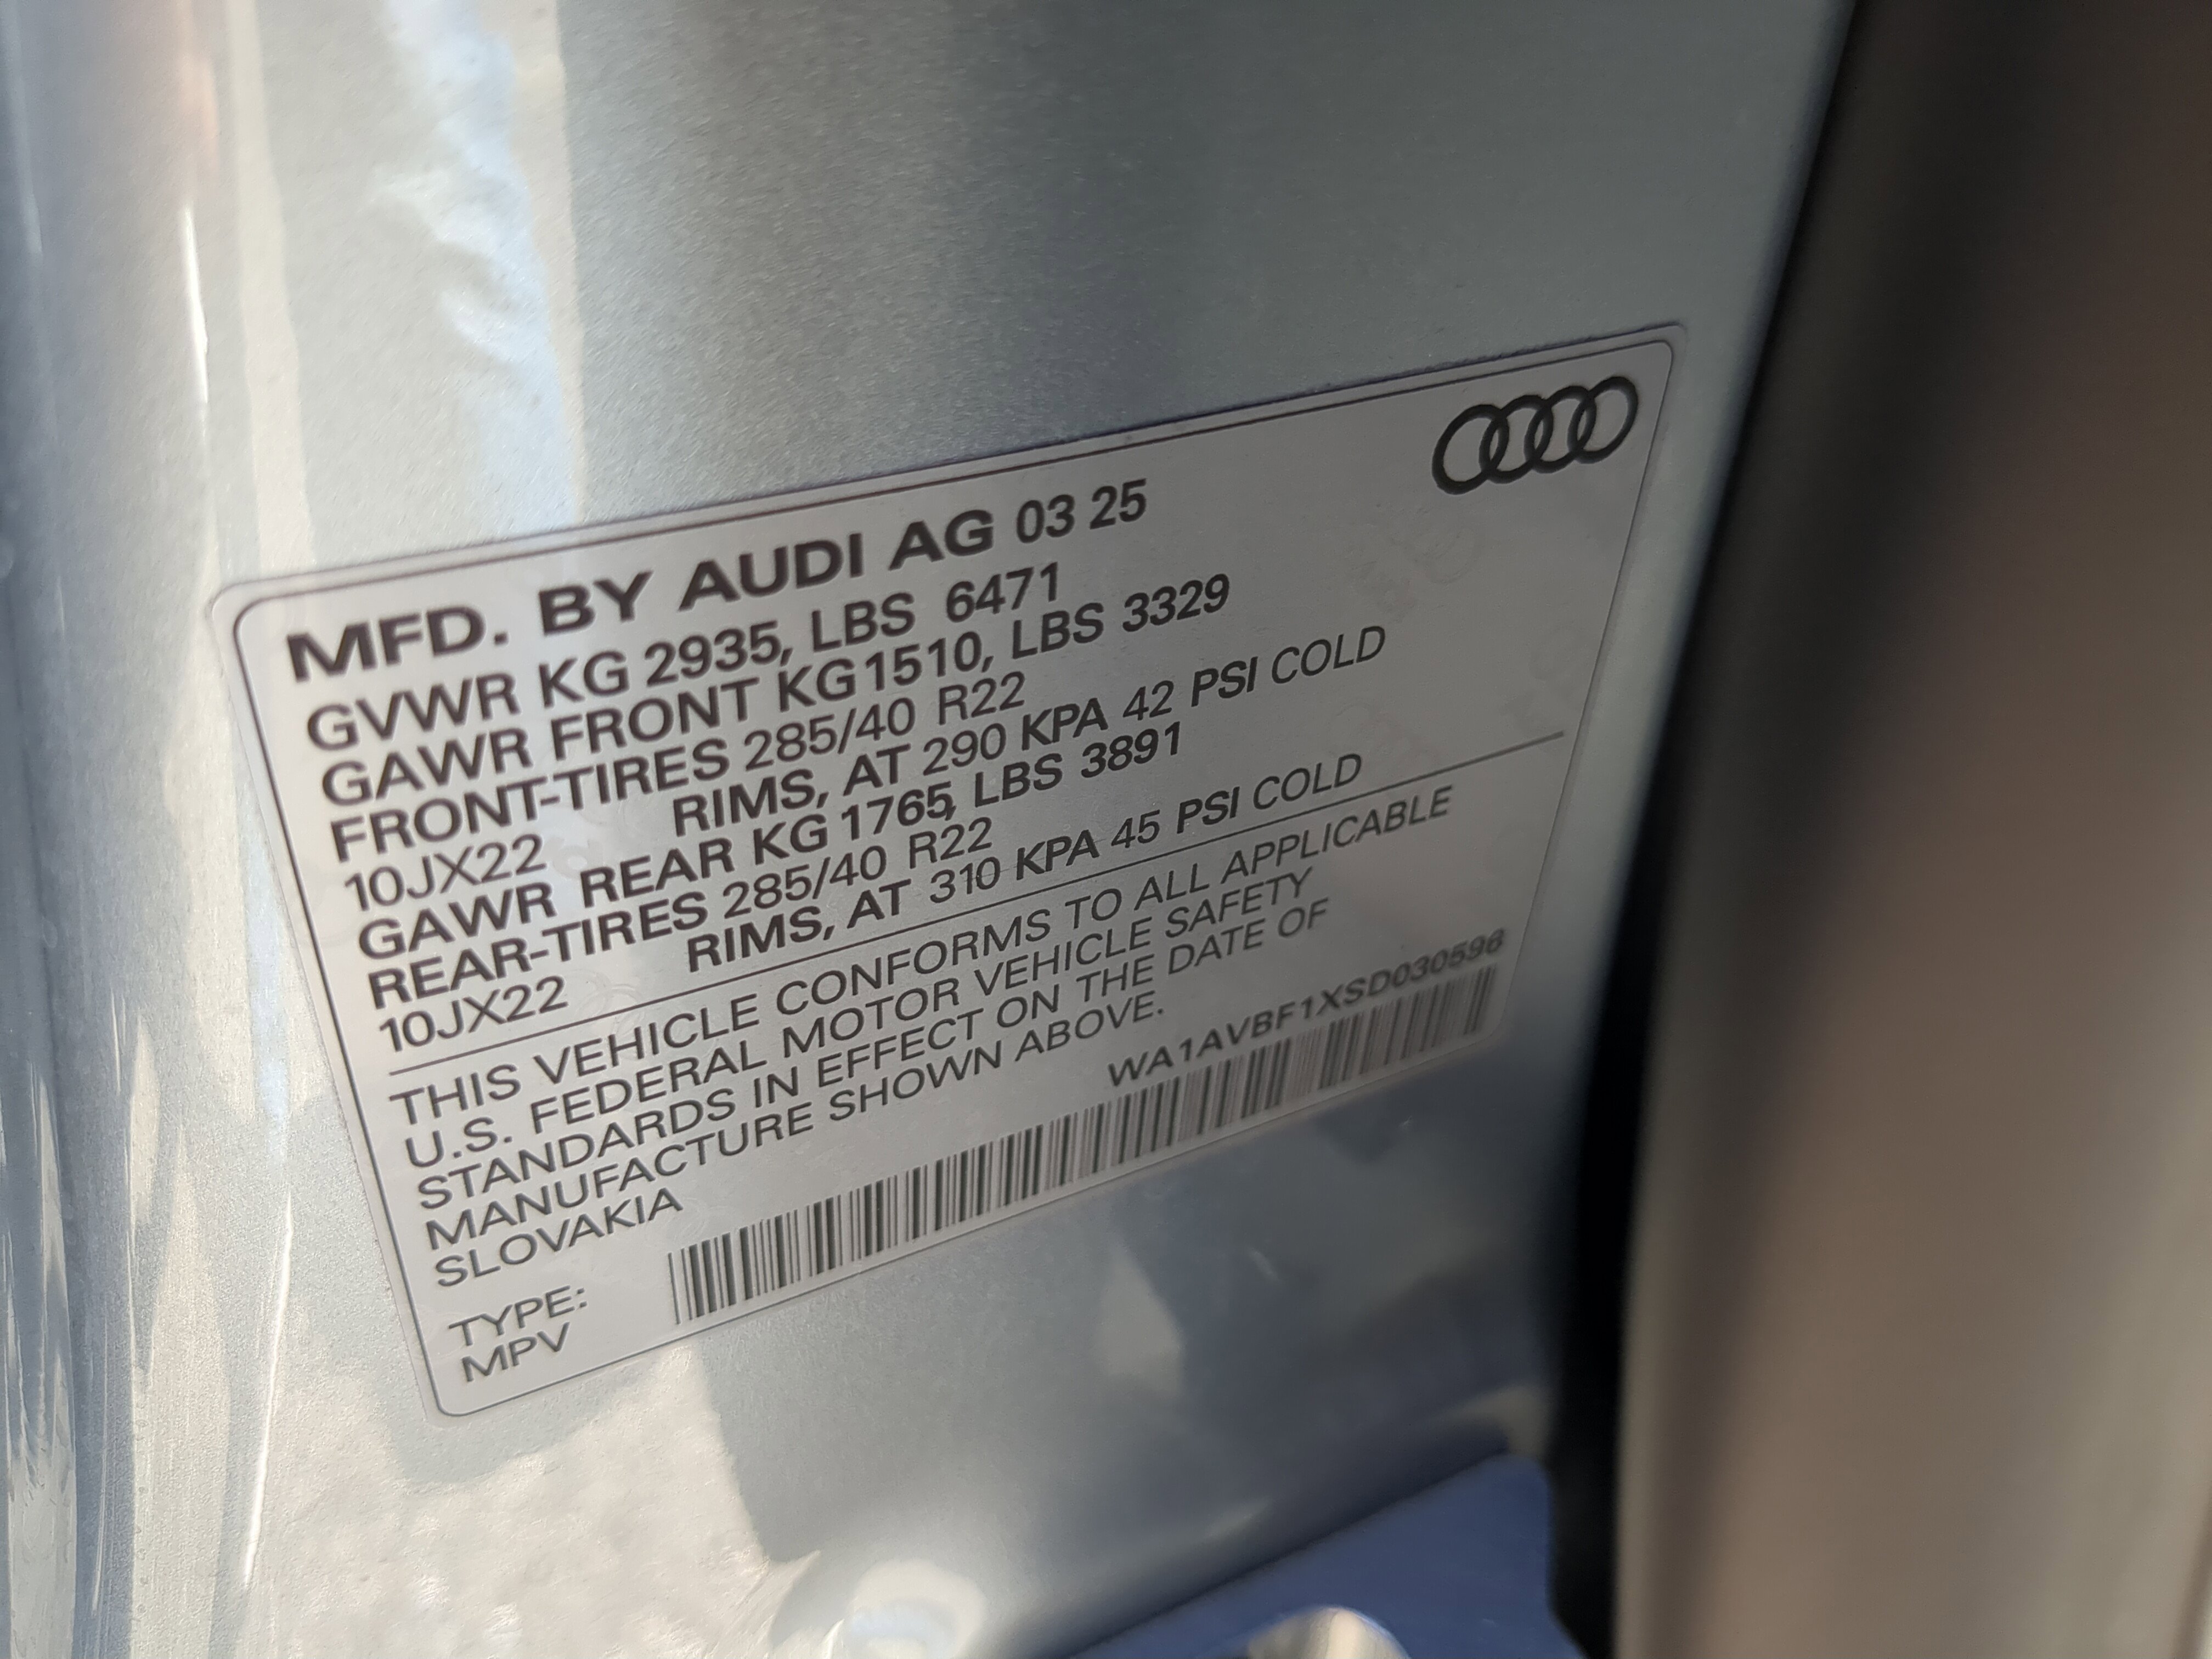 MFD. BY AUDI AG 03 25
GVWR KG 2935, LBS 6471
GAWR FRONT KG 1510, LBS 3329
FRONT-TIRES 285/40 R22
10JX22 RIMS, AT 290 KPA 42 PSI COLD
GAWR REAR KG 1765, LBS 3891
REAR-TIRES 285/40 R22
10JX22 RIMS, AT 310 KPA 45 PSI COLD
THIS VEHICLE CONFORMS TO ALL APPLICABLE
U.S. FEDERAL MOTOR VEHICLE SAFETY
STANDARDS IN EFFECT ON THE DATE OF
MANUFACTURE SHOWN ABOVE.
SLOVAKIA
WA1AVBF1XSD030596
TYPE:
MPV